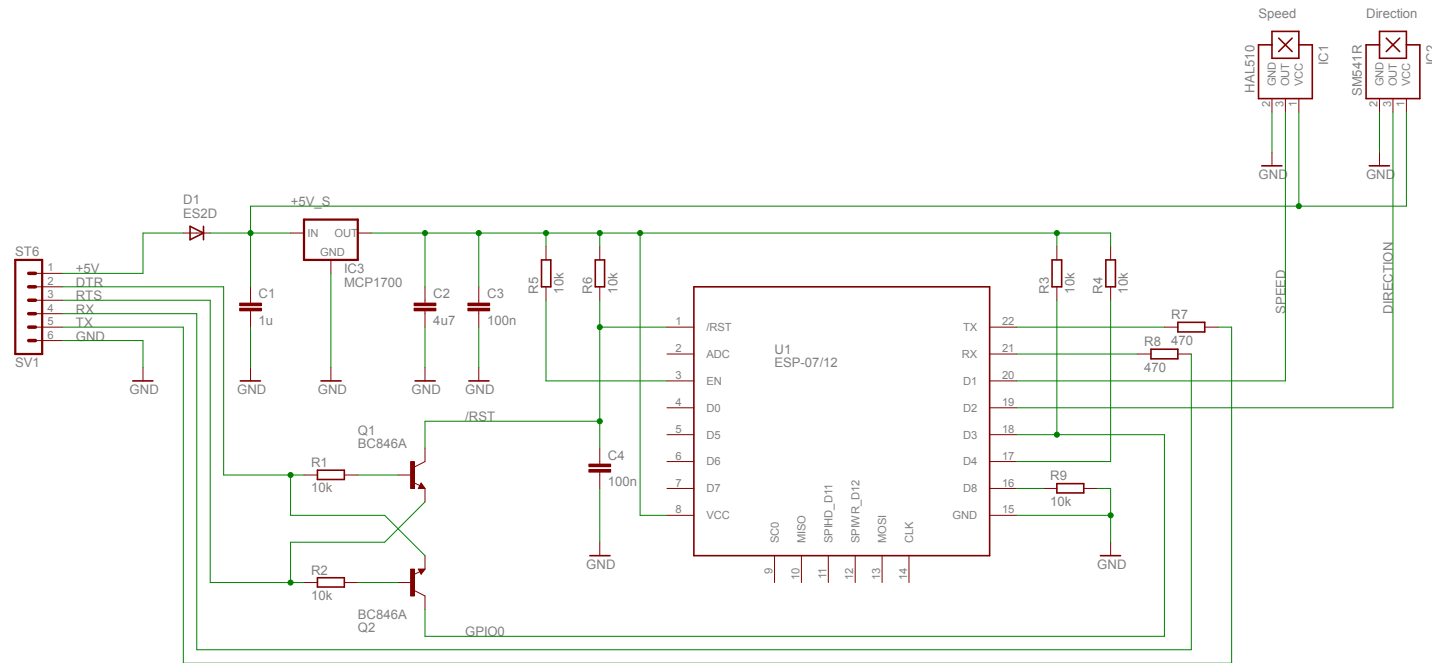 Speed
Direction
HAL510
GND
OUT
VCC
IC1
2
3
1
SM541R
GND
OUT
VCC
2
3
1
GND
GND
D1
ES2D
+5V_S
IN
OUT
GND
IC3
MCP1700
ST6
1
2
3
4
5
6
+5V
DTR
RTS
RX
TX
GND
SV1
GND
C1
1u
GND
GND
C2
4u7
GND
C3
100n
GND
R5
10k
R6
10k
R3
10k
R4
10k
SPEED
DIRECTION
U1
ESP-07/12
1
/RST
2
ADC
3
EN
4
D0
5
D5
6
D6
7
D7
8
VCC
TX
22
RX
21
D1
20
D2
19
D3
18
D4
17
D8
16
GND
15
SC0
MISO
SPIHD_D11
SPIWR_D12
MOSI
CLK
9
10
11
12
13
14
R7
470
R8
470
R9
10k
GND
/RST
Q1
BC846A
R1
10k
C4
100n
GND
R2
10k
BC846A
Q2
GPIO0